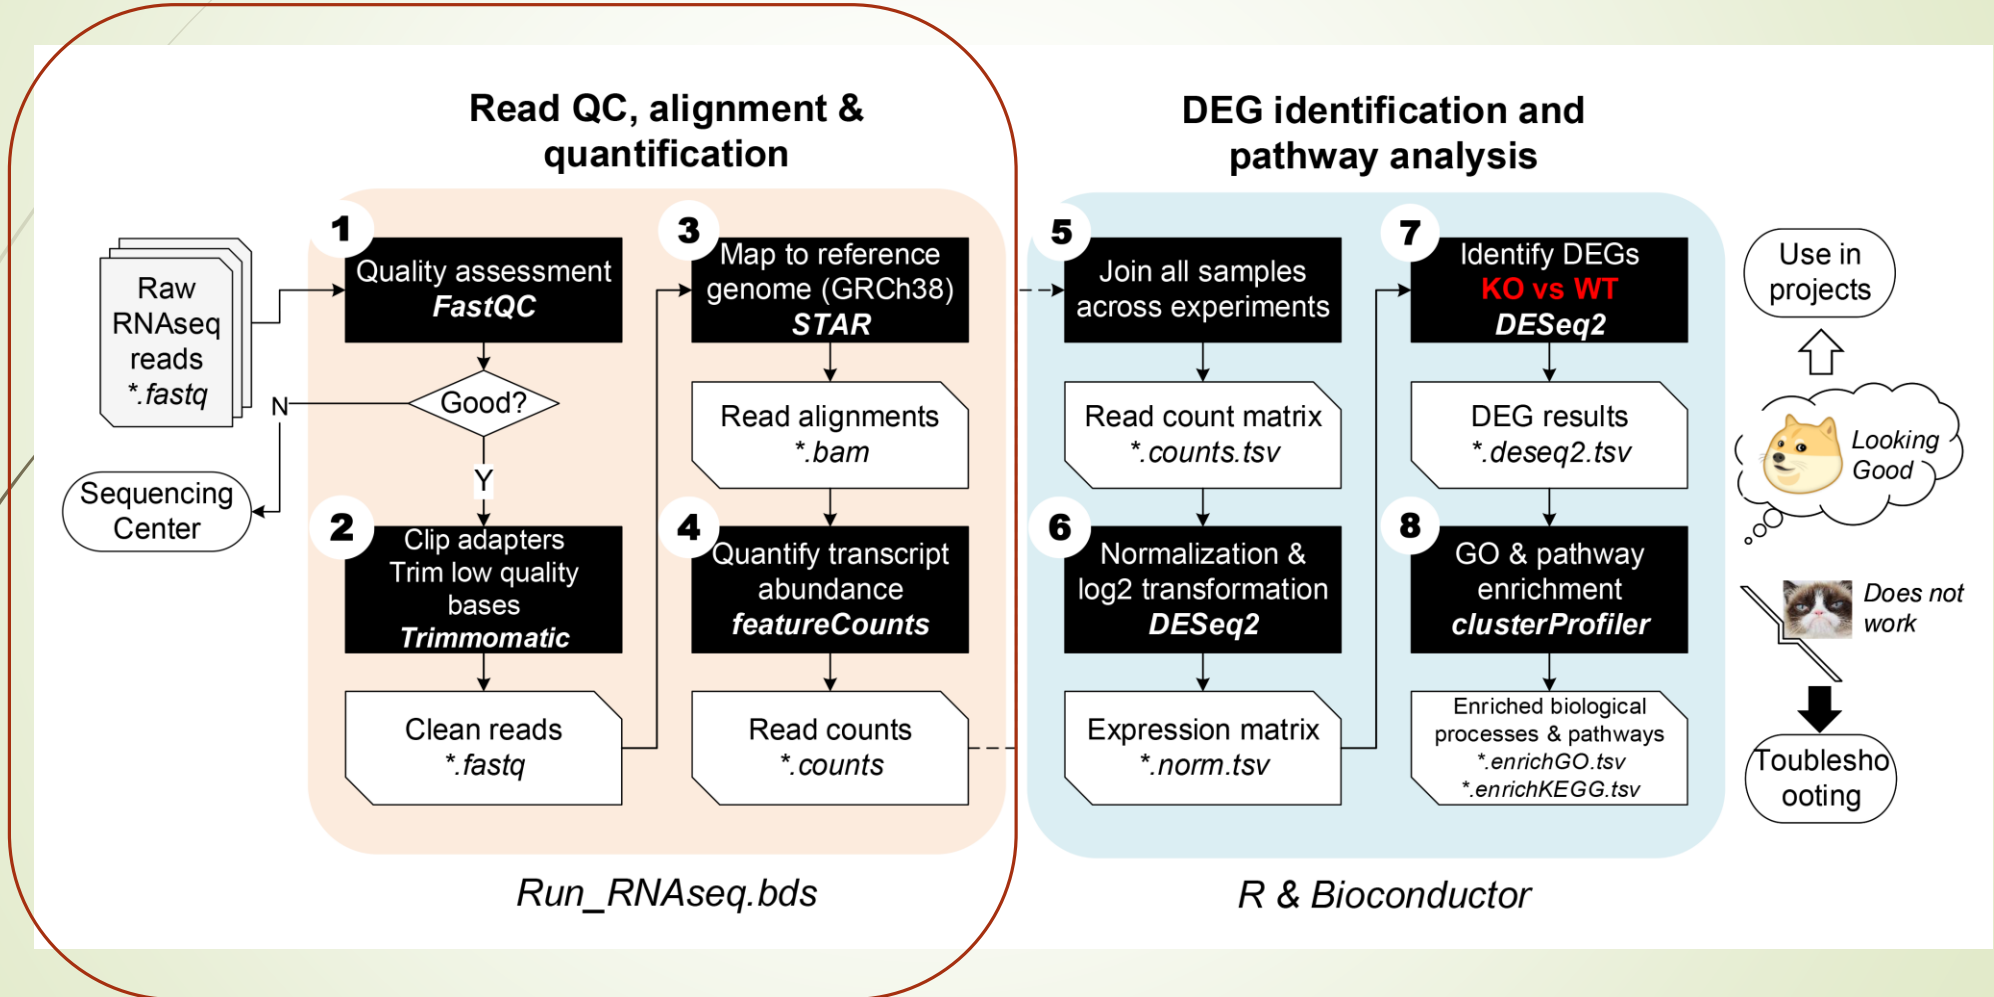 Read QC, alignment &
quantification
DEG identification and
pathway analysis
Raw
RNAseq
reads
*.fastq
N
Sequencing
Center
1
Quality assessment
FastQC
Good?
Y
2
Clip adapters
Trim low quality
bases
Trimmomatic
Clean reads
*.fastq
3
Map to reference
genome (GRCh38)
STAR
Read alignments
*.bam
4
Quantify transcript
abundance
featureCounts
Read counts
*.counts
5
Join all samples
across experiments
Read count matrix
*.counts.tsv
6
Normalization &
log2 transformation
DESeq2
Expression matrix
*.norm.tsv
7
Identify DEGs
KO vs WT
DESeq2
DEG results
*.deseq2.tsv
8
GO & pathway
enrichment
clusterProfiler
Enriched biological
processes & pathways
*.enrichGO.tsv
*.enrichKEGG.tsv
Use in
projects
Looking
Good
Does not
work
Toublesho
oting
Run_RNAseq.bds
R & Bioconductor